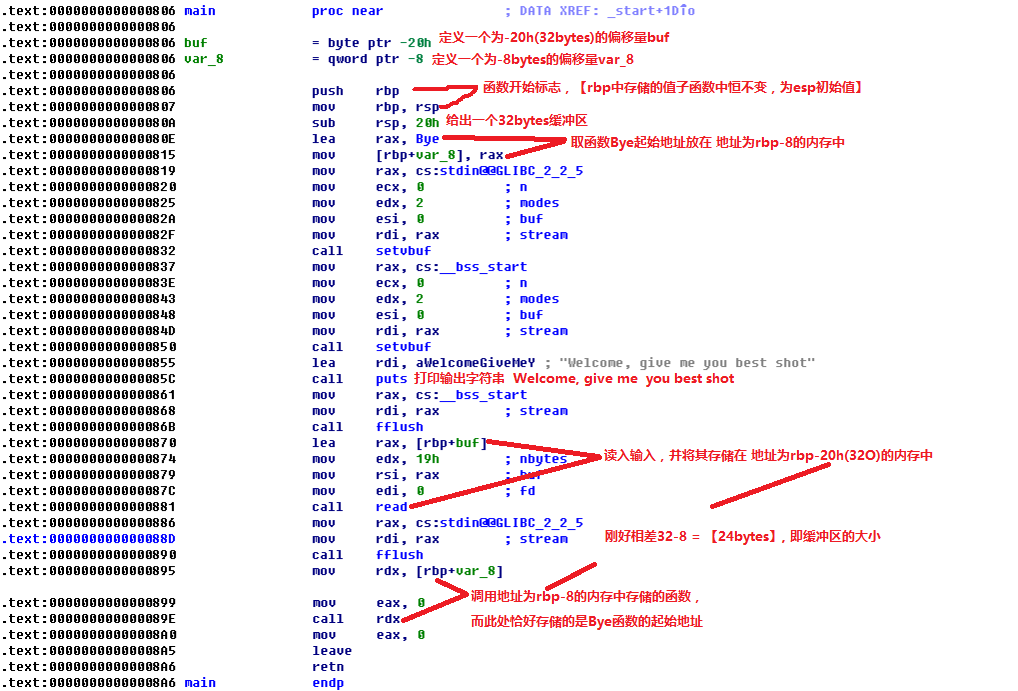 .text:0000000000000806 main proc near ; DATA XREF: _start+1D↑o
.text:0000000000000806
.text:0000000000000806 buf = byte ptr -20h 定义一个为-20h(32bytes)的偏移量buf
.text:0000000000000806 var_8 = qword ptr -8 定义一个为-8bytes的偏移量var_8
.text:0000000000000806
.text:0000000000000806 push rbp 函数开始标志，【rbp中存储的值子函数中恒不变，为esp初始值】
.text:0000000000000807 mov rbp, rsp
.text:000000000000080A sub rsp, 20h 给出一个32bytes缓冲区
.text:000000000000080E lea rax, Bye
.text:0000000000000815 mov [rbp+var_8], rax 取函数Bye起始地址放在 地址为rbp-8的内存中
.text:0000000000000819 mov rax, cs:stdin@@GLIBC_2_2_5
.text:0000000000000820 mov ecx, 0 ; n
.text:0000000000000825 mov edx, 2 ; modes
.text:000000000000082A mov esi, 0 ; buf
.text:000000000000082F mov rdi, rax ; stream
.text:0000000000000832 call setvbuf
.text:0000000000000837 mov rax, cs:__bss_start
.text:000000000000083E mov ecx, 0 ; n
.text:0000000000000843 mov edx, 2 ; modes
.text:0000000000000848 mov esi, 0 ; buf
.text:000000000000084D mov rdi, rax ; stream
.text:0000000000000850 call setvbuf
.text:0000000000000855 lea rdi, aWelcomeGiveMeY ; "Welcome, give me you best shot"
.text:000000000000085C call puts 打印输出字符串 Welcome, give me you best shot
.text:0000000000000861 mov rax, cs:__bss_start
.text:0000000000000868 mov rdi, rax ; stream
.text:000000000000086B call fflush
.text:0000000000000870 lea rax, [rbp+buf]
.text:0000000000000874 mov edx, 19h ; nbytes 读入输入，并将其存储在 地址为rbp-20h(32O)的内存中
.text:0000000000000879 mov rsi, rax ; buf
.text:000000000000087C mov edi, 0 ; fd
.text:0000000000000881 call read
.text:0000000000000886 mov rax, cs:stdin@@GLIBC_2_2_5
.text:000000000000088D mov rdi, rax ; stream 刚好相差32-8 = 【24bytes】, 即缓冲区的大小
.text:0000000000000890 call fflush
.text:0000000000000895 mov rdx, [rbp+var_8]
调用地址为rbp-8的内存中存储的函数，
.text:0000000000000899 mov eax, 0
.text:000000000000089E call rdx 而此处恰好存储的是Bye函数的起始地址
.text:00000000000008A0 mov eax, 0
.text:00000000000008A5 leave
.text:00000000000008A6 retn
.text:00000000000008A6 main endp